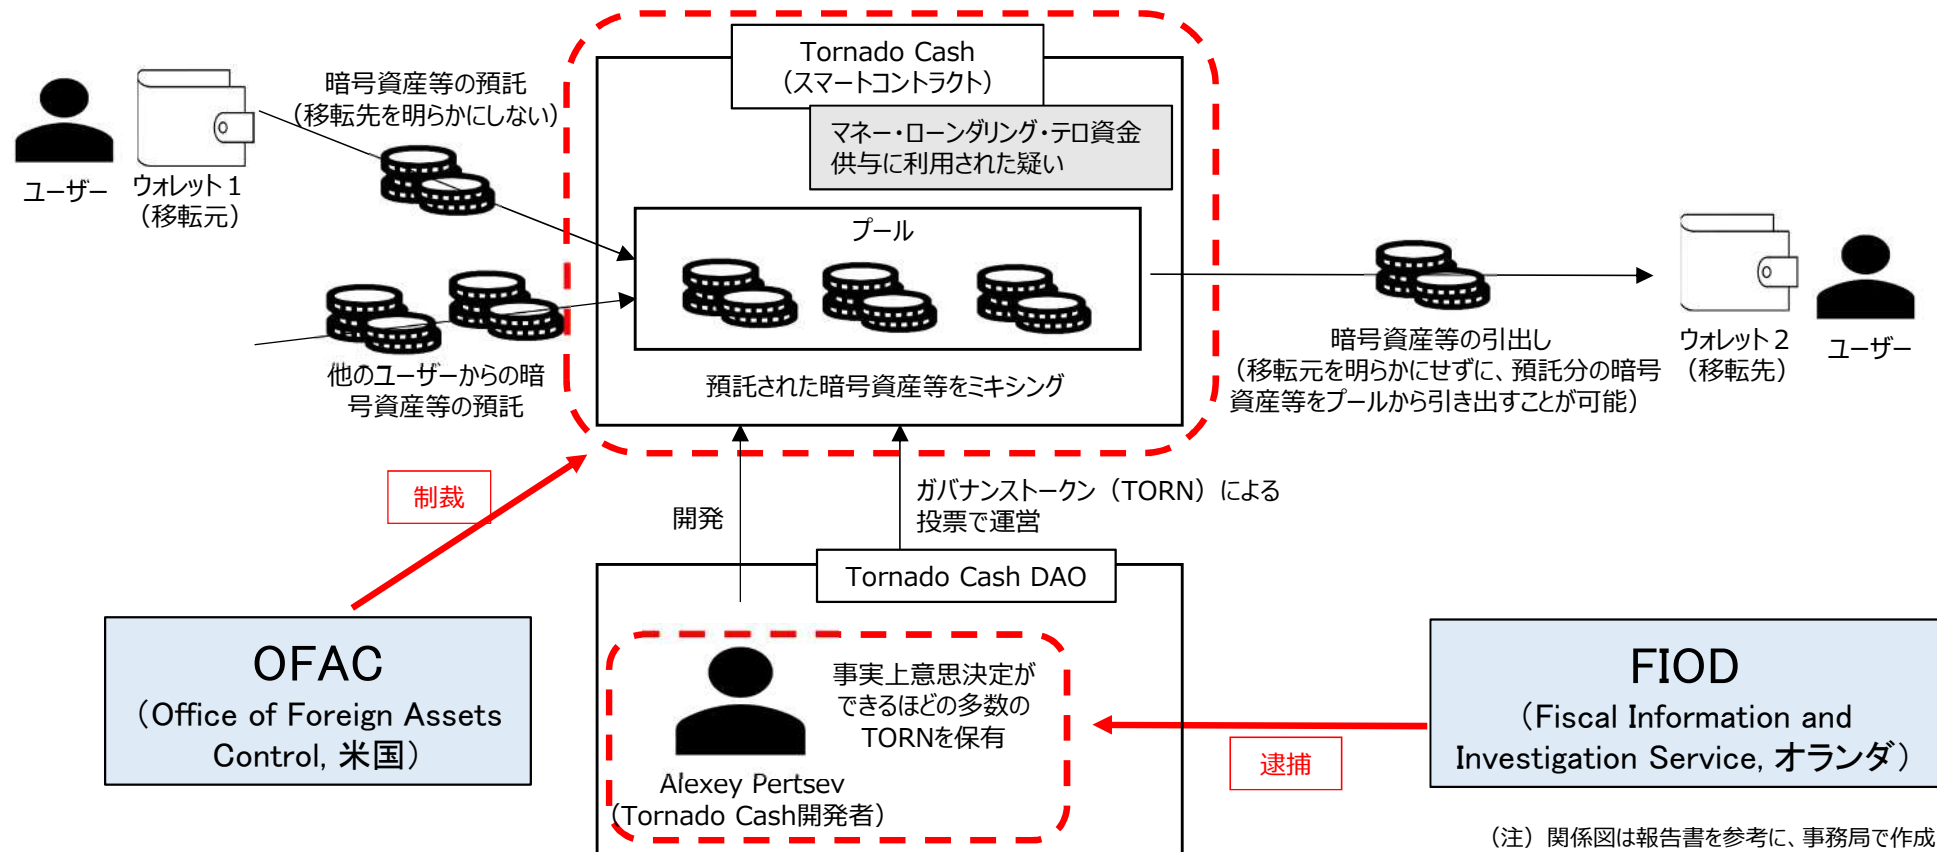 Tornado Cash
（スマートコントラクト）
マネー・ローンダリング・テロ資金
供与に利用された疑い
暗号資産等の預託
（移転先を明らかにしない）
ユーザー
ウォレット１
（移転元）
プール
他のユーザーからの暗
号資産等の預託
預託された暗号資産等をミキシング
暗号資産等の引出し
（移転元を明らかにせずに、預託分の暗号
資産等をプールから引き出すことが可能）
ウォレット２
（移転先）
ユーザー
制裁
開発
ガバナンストークン（TORN）による
投票で運営
Tornado Cash DAO
OFAC
（Office of Foreign Assets
Control, 米国）
事実上意思決定が
できるほどの多数の
TORNを保有
Alexey Pertsev
（Tornado Cash開発者）
逮捕
FIOD
（Fiscal Information and
Investigation Service, オランダ）
（注）関係図は報告書を参考に、事務局で作成